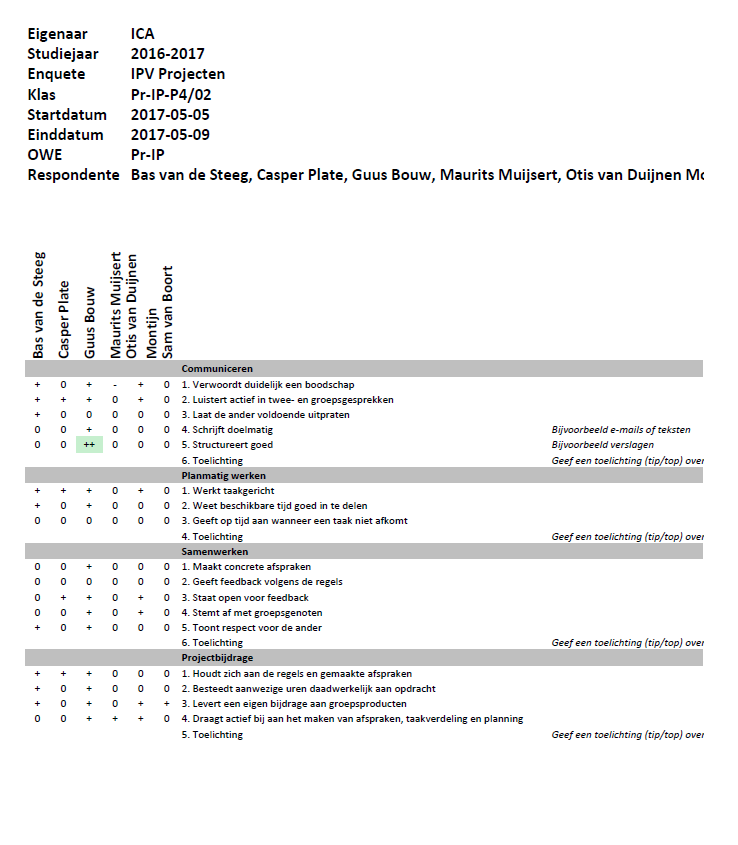 Eigenaar ICA
Studiejaar 2016-2017
Enquete IPV Projecten
Klas Pr-IP-P4/02
Startdatum 2017-05-05
Einddatum 2017-05-09
OWE Pr-IP
Respondente Bas van de Steeg, Casper Plate, Guus Bouw, Maurits Muijsert, Otis van Duijnen Mo
Bas van de Steeg
Casper Plate
Guus Bouw
Maurits Muijsert
Otis van Duijnen
Montijn
Sam van Boort
Communiceren
+ 0 + - + 0 1. Verwoordt duidelijk een boodschap
+ + + 0 + 0 2. Luistert actief in twee- en groepsgesprekken
+ 0 0 0 0 0 3. Laat de ander voldoende uitpraten
0 0 + 0 0 0 4. Schrijft doelmatig Bijvoorbeeld e-mails of teksten
0 0 ++ 0 0 0 5. Structureert goed Bijvoorbeeld verslagen
6. Toelichting Geef een toelichting (tip/top) over
Planmatig werken
+ + + 0 + 0 1. Werkt taakgericht
+ 0 + 0 0 0 2. Weet beschikbare tijd goed in te delen
0 0 0 0 0 0 3. Geeft op tijd aan wanneer een taak niet afkomt
4. Toelichting Geef een toelichting (tip/top) over
Samenwerken
0 0 + 0 0 0 1. Maakt concrete afspraken
0 0 0 0 0 0 2. Geeft feedback volgens de regels
0 + + 0 + 0 3. Staat open voor feedback
0 0 + 0 + 0 4. Stemt af met groepsgenoten
+ 0 + 0 0 0 5. Toont respect voor de ander
6. Toelichting Geef een toelichting (tip/top) over
Projectbijdrage
+ + + 0 0 0 1. Houdt zich aan de regels en gemaakte afspraken
+ 0 + 0 0 0 2. Besteedt aanwezige uren daadwerkelijk aan opdracht
+ 0 + 0 + + 3. Levert een eigen bijdrage aan groepsproducten
0 0 + + + 0 4. Draagt actief bij aan het maken van afspraken, taakverdeling en planning
5. Toelichting Geef een toelichting (tip/top) over